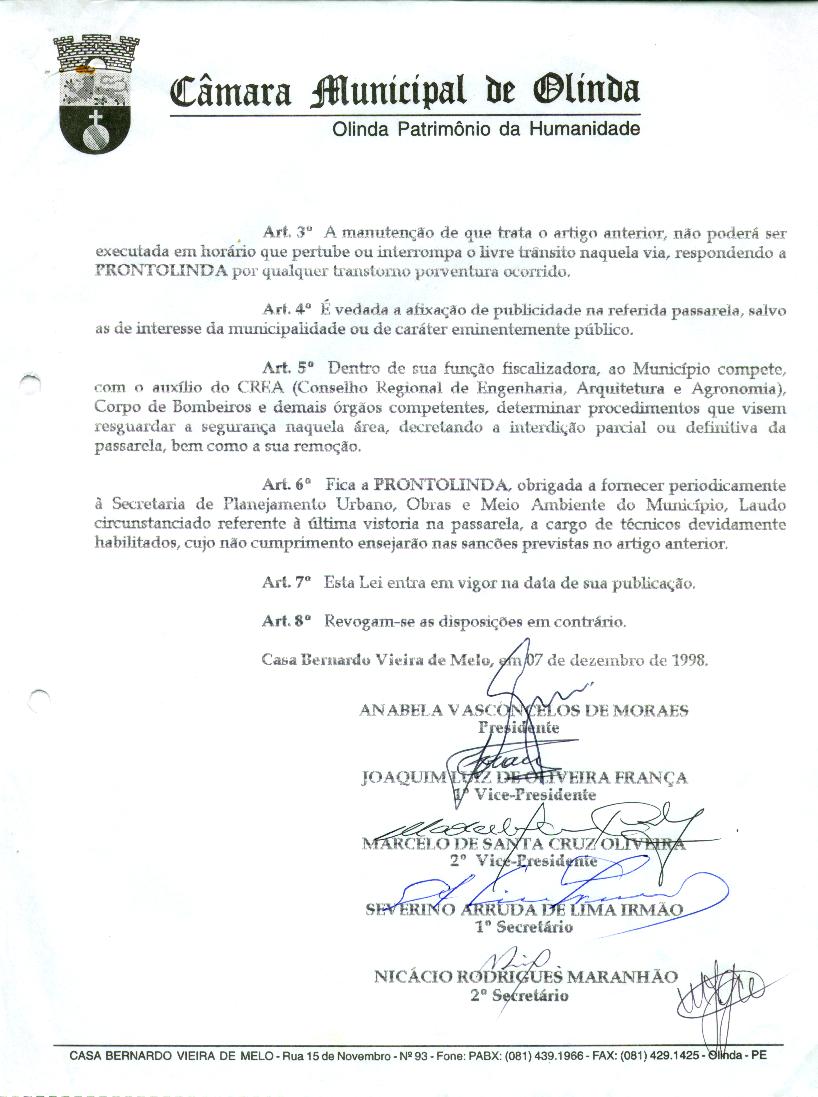 Câmara Municipal de Olinda
Olinda Patrimônio da Humanidade
Art. 3º A manutenção de que trata o artigo anterior, não poderá ser
executada em horário que pertube ou interrompa o livre trânsito naquela via, respondendo a
PRONTOLINDA por qualquer transtorno porventura ocorrido.
Art. 4º É vedada a afixação de publicidade na referida passarela, salvo
as de interesse da municipalidade ou de caráter eminentemente público.
Art. 5º Dentro de sua função fiscalizadora, ao Município compete,
com o auxílio do CREA (Conselho Regional de Engenharia, Arquitetura e Agronomia),
Corpo de Bombeiros e demais órgãos competentes, determinar procedimentos que visem
resguardar a segurança naquela área, decretando a interdição parcial ou definitiva da
passarela, bem como a sua remoção.
Art. 6º Fica a PRONTOLINDA, obrigada a fornecer periodicamente
à Secretaria de Planejamento Urbano, Obras e Meio Ambiente do Município, Laudo
circunstanciado referente à última vistoria na passarela, a cargo de técnicos devidamente
habilitados, cujo não cumprimento ensejarão nas sancões previstas no artigo anterior.
Art. 7º Esta Lei entra em vigor na data de sua publicação.
Art. 8º Revogam-se as disposições em contrário.
Casa Bernardo Vieira de Melo, em 07 de dezembro de 1998.
ANABELA VASCONCELOS DE MORAES
Presidente
JOAQUIM LUIZ DE OLIVEIRA FRANÇA
1º Vice-Presidente
MARCELO DE SANTA CRUZ OLIVEIRA
2º Vice-Presidente
SEVERINO ARRUDA DE LIMA IRMÃO
1º Secretário
NICÁCIO RODRIGUES MARANHÃO
2º Secretário
CASA BERNARDO VIEIRA DE MELO - Rua 15 de Novembro - Nº 93 - Fone: PABX: (081) 439.1966 - FAX: (081) 429.1425 - Olinda - PE